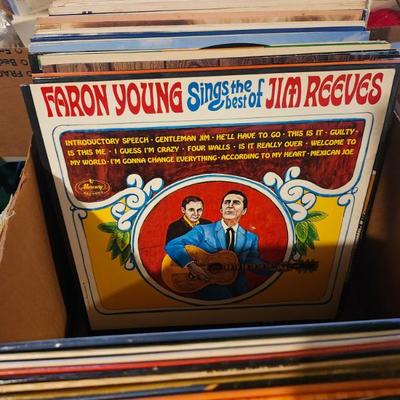 FARON YOUNG Sings the best of JIM REEVES
INTRODUCTORY SPEECH • GENTLEMAN JIM • HE'LL HAVE TO GO • THIS IS IT • GUILTY
IS THIS ME • I GUESS I'M CRAZY • FOUR WALLS • IS IT REALLY OVER • WELCOME TO
MY WORLD • I'M GONNA CHANGE EVERYTHING • ACCORDING TO MY HEART • MEXICAN JOE
Mercury
RECORDS